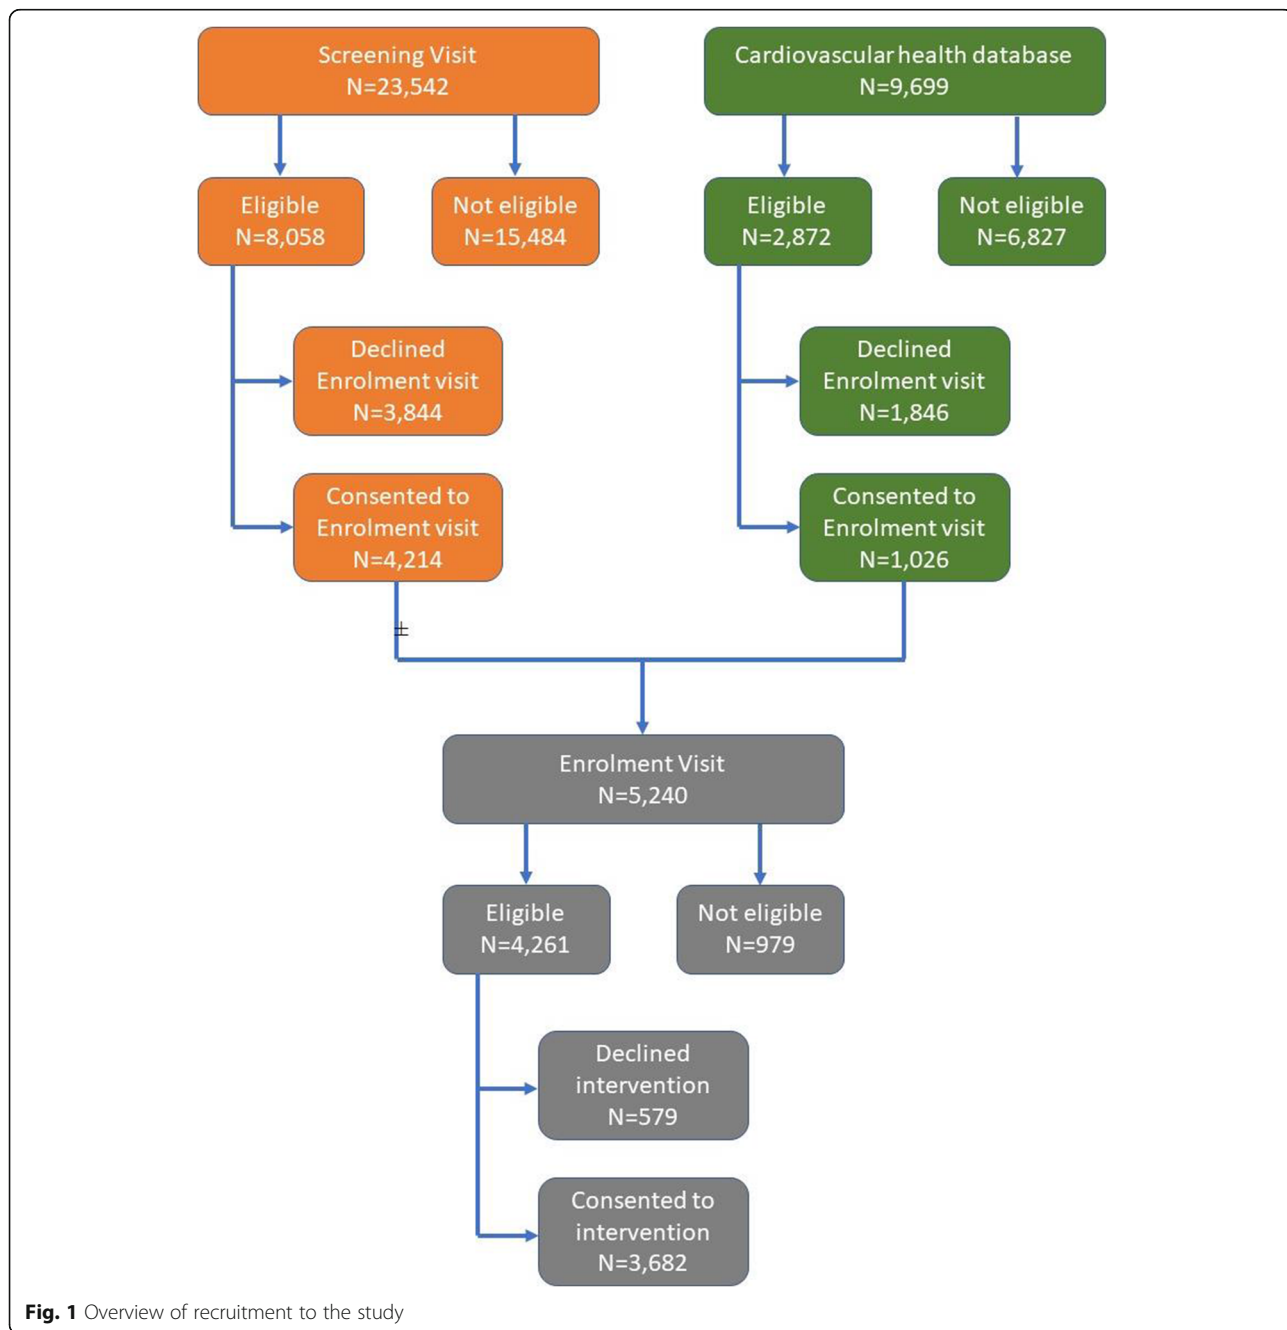 Screening Visit
N=23,542
Cardiovascular health database
N=9,699
Eligible
N=8,058
Not eligible
N=15,484
Eligible
N=2,872
Not eligible
N=6,827
Declined
Enrolment visit
N=3,844
Declined
Enrolment visit
N=1,846
Consented to
Enrolment visit
N=4,214
Consented to
Enrolment visit
N=1,026
±
Enrolment Visit
N=5,240
Eligible
N=4,261
Not eligible
N=979
Declined
intervention
N=579
Consented to
intervention
N=3,682
Fig. 1 Overview of recruitment to the study